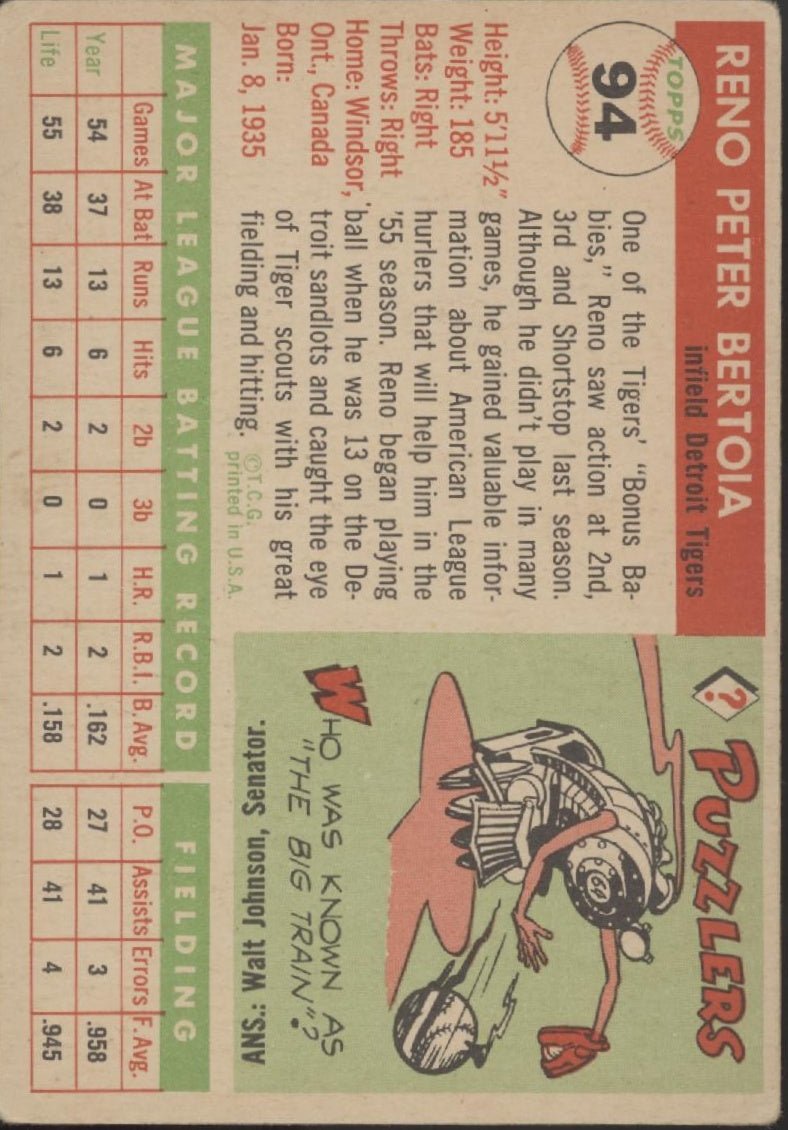 RENO PETER BERTOIA
infield Detroit Tigers
TOPPS
94
Height: 5'11½"
Weight: 185
Bats: Right
Throws: Right
Home: Windsor,
Ont., Canada
Born:
Jan. 8, 1935
One of the Tigers' "Bonus Ba-
bies," Reno saw action at 2nd,
3rd and Shortstop last season.
Although he didn't play in many
games, he gained valuable infor-
mation about American League
hurlers that will help him in the
'55 season. Reno began playing
ball when he was 13 on the De-
troit sandlots and caught the eye
of Tiger scouts with his great
fielding and hitting.
©T.C.G.
printed in U.S.A.
?
PUZZLERS
WHO WAS KNOWN AS
"THE BIG TRAIN"?
ANS.: Walt Johnson, Senator.
MAJOR LEAGUE BATTING RECORD FIELDING
Games At Bat Runs Hits 2b 3b H.R. R.B.I. B. Avg. P.O. Assists Errors F. Avg.
Year 54 37 13 6 2 0 1 2 .162 27 41 3 .958
Life 55 38 13 6 2 0 1 2 .158 28 41 4 .945